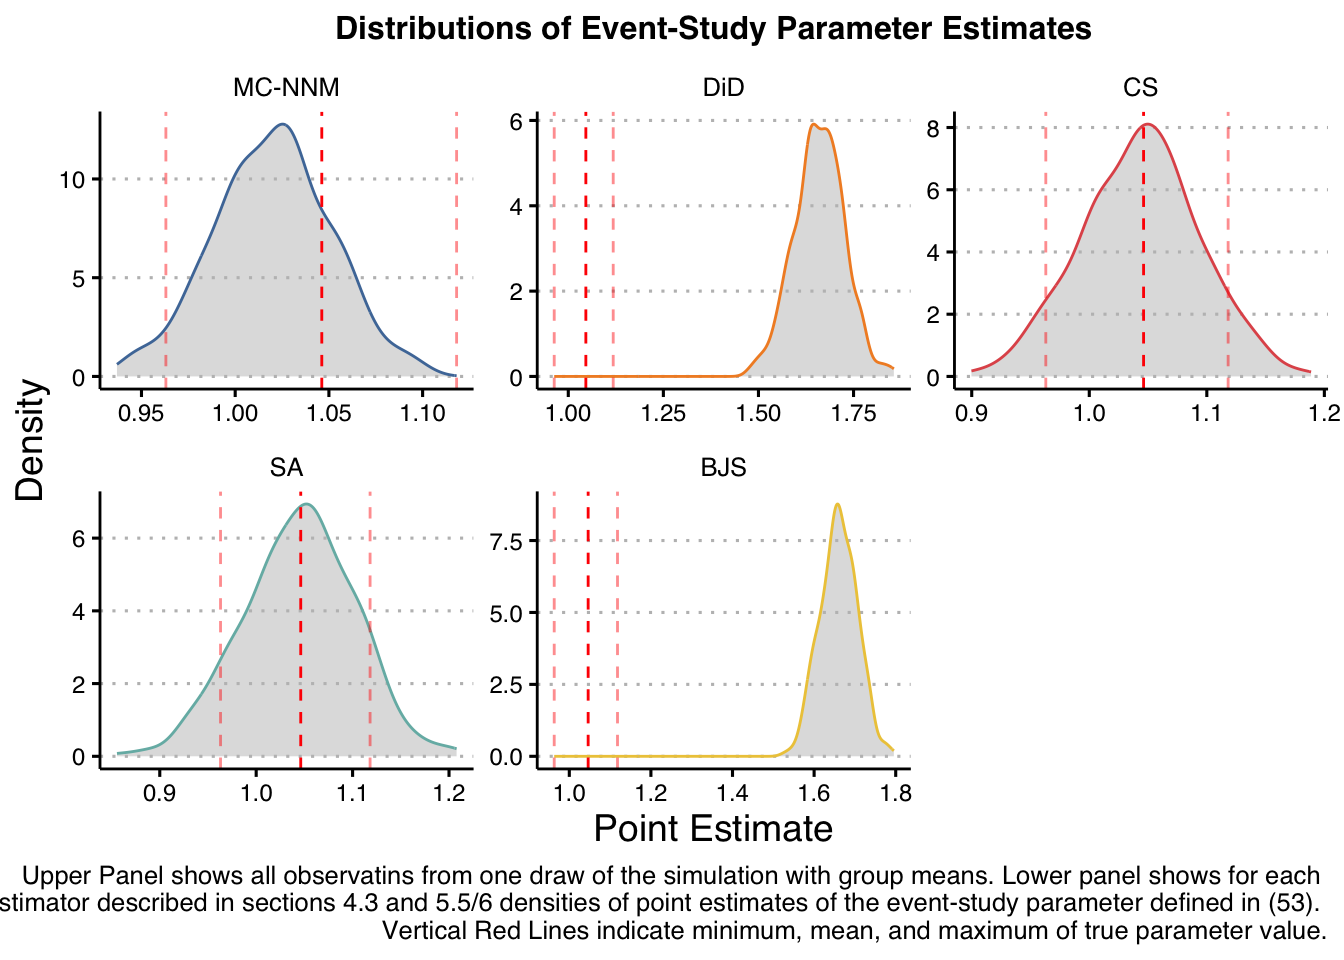 Distributions of Event-Study Parameter Estimates
MC-NNM
DiD
CS
10
5
0
0.95 1.00 1.05 1.10
6
4
2
0
1.00 1.25 1.50 1.75
8
6
4
2
0
0.9 1.0 1.1 1.2
Density
SA
BJS
6
4
2
0
0.9 1.0 1.1 1.2
7.5
5.0
2.5
0.0
1.0 1.2 1.4 1.6 1.8
Point Estimate
Upper Panel shows all observatins from one draw of the simulation with group means. Lower panel shows for each
stimator described in sections 4.3 and 5.5/6 densities of point estimates of the event-study parameter defined in (53).
Vertical Red Lines indicate minimum, mean, and maximum of true parameter value.